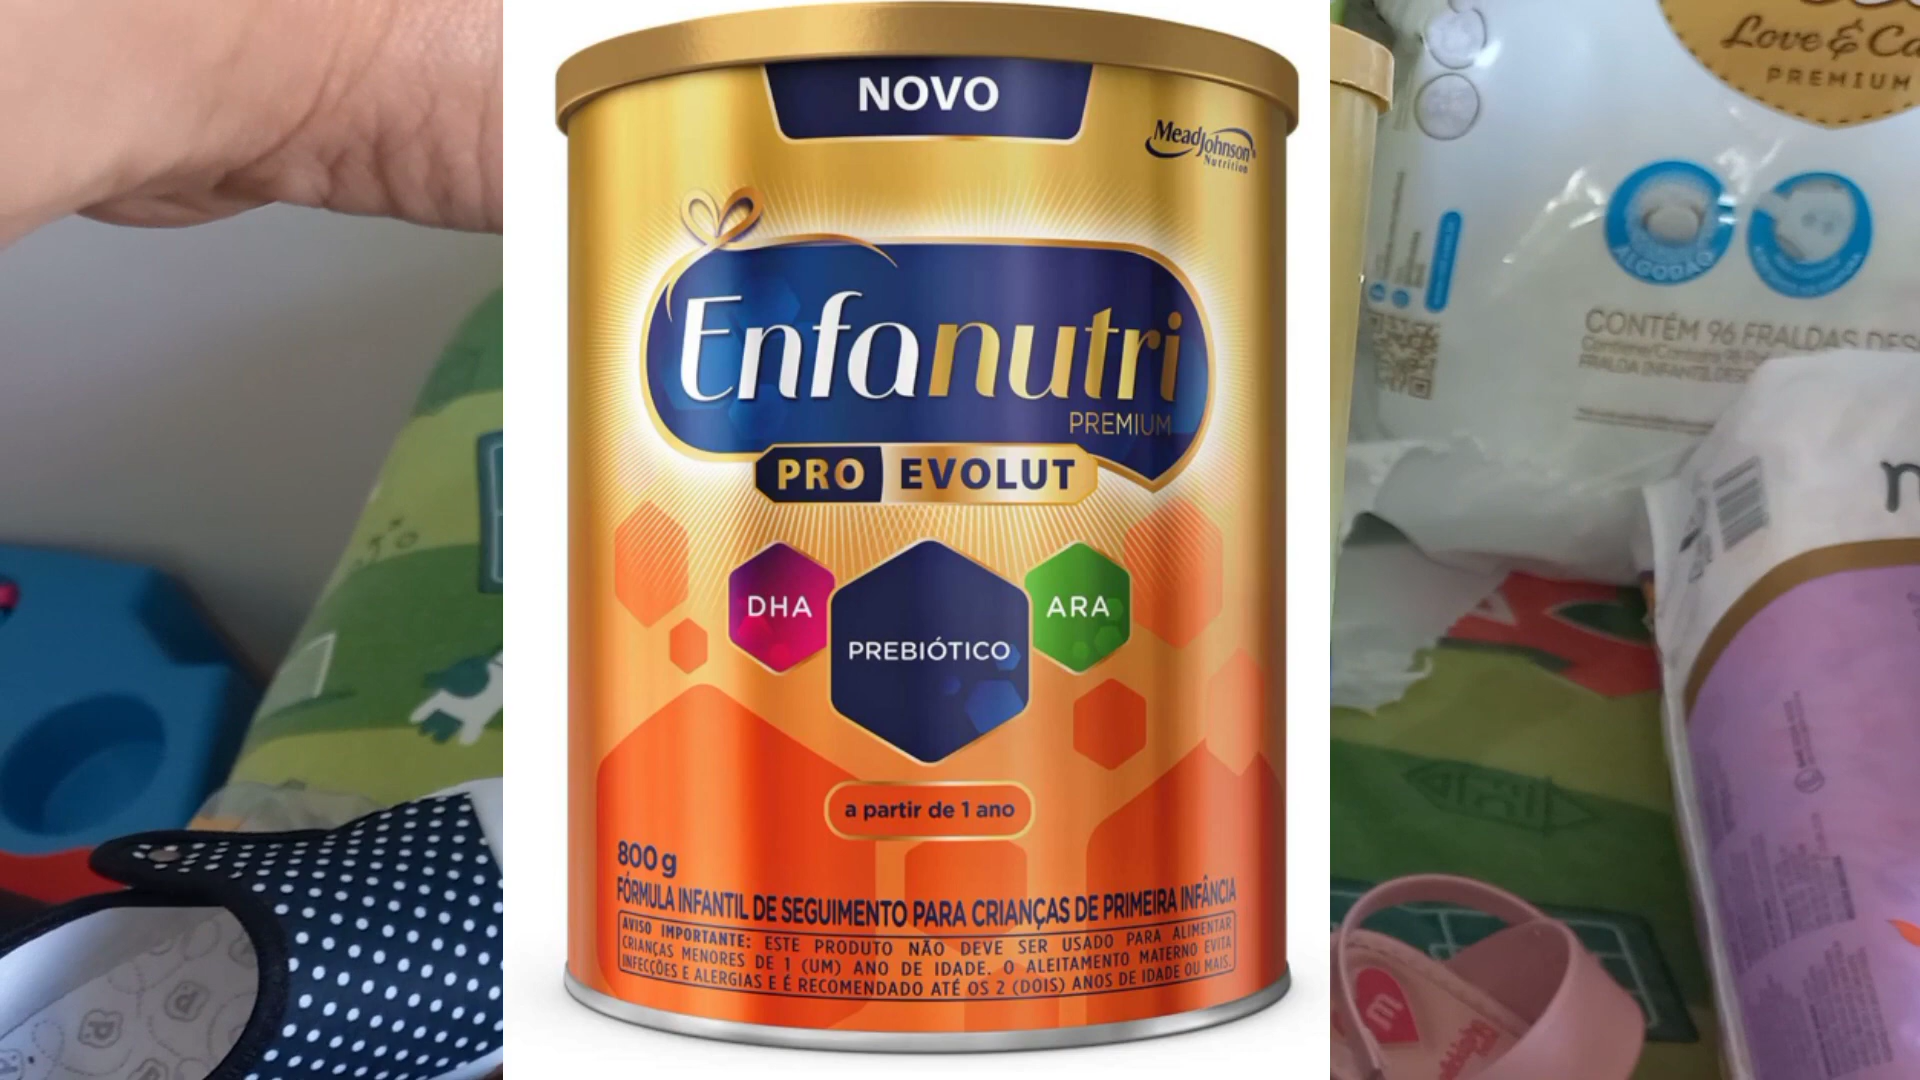 NOVO
MeadJohnson
Nutrition
Enfanutri
PREMIUM
PRO EVOLUT
DHA
PREBIÓTICO
ARA
a partir de 1 ano
800 g
FÓRMULA INFANTIL DE SEGUIMENTO PARA CRIANÇAS DE PRIMEIRA INFÂNCIA
AVISO IMPORTANTE: ESTE PRODUTO NÃO DEVE SER USADO PARA ALIMENTAR
CRIANÇAS MENORES DE 1 (UM) ANO DE IDADE. O ALEITAMENTO MATERNO EVITA
INFECÇÕES E ALERGIAS E É RECOMENDADO ATÉ OS 2 (DOIS) ANOS DE IDADE OU MAIS.
Love & Ca
PREMIUM
ALGODÃO
CONTÉM 96 FRALDAS DES